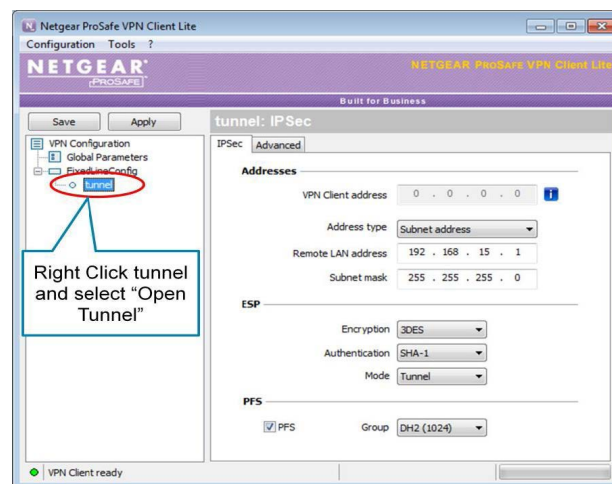 Netgear ProSafe VPN Client Lite
Configuration Tools ?
NETGEAR®
PROSAFE
NETGEAR PROSAFE VPN Client Lite
Built for Business
Save Apply
tunnel: IPSec
VPN Configuration
Global Parameters
FixedLineConfig
tunnel
Right Click tunnel
and select “Open
Tunnel”
IPSec Advanced
Addresses
VPN Client address 0 . 0 . 0 . 0
Address type Subnet address
Remote LAN address 192 . 168 . 15 . 1
Subnet mask 255 . 255 . 255 . 0
ESP
Encryption 3DES
Authentication SHA-1
Mode Tunnel
PFS
PFS Group DH2 (1024)
VPN Client ready